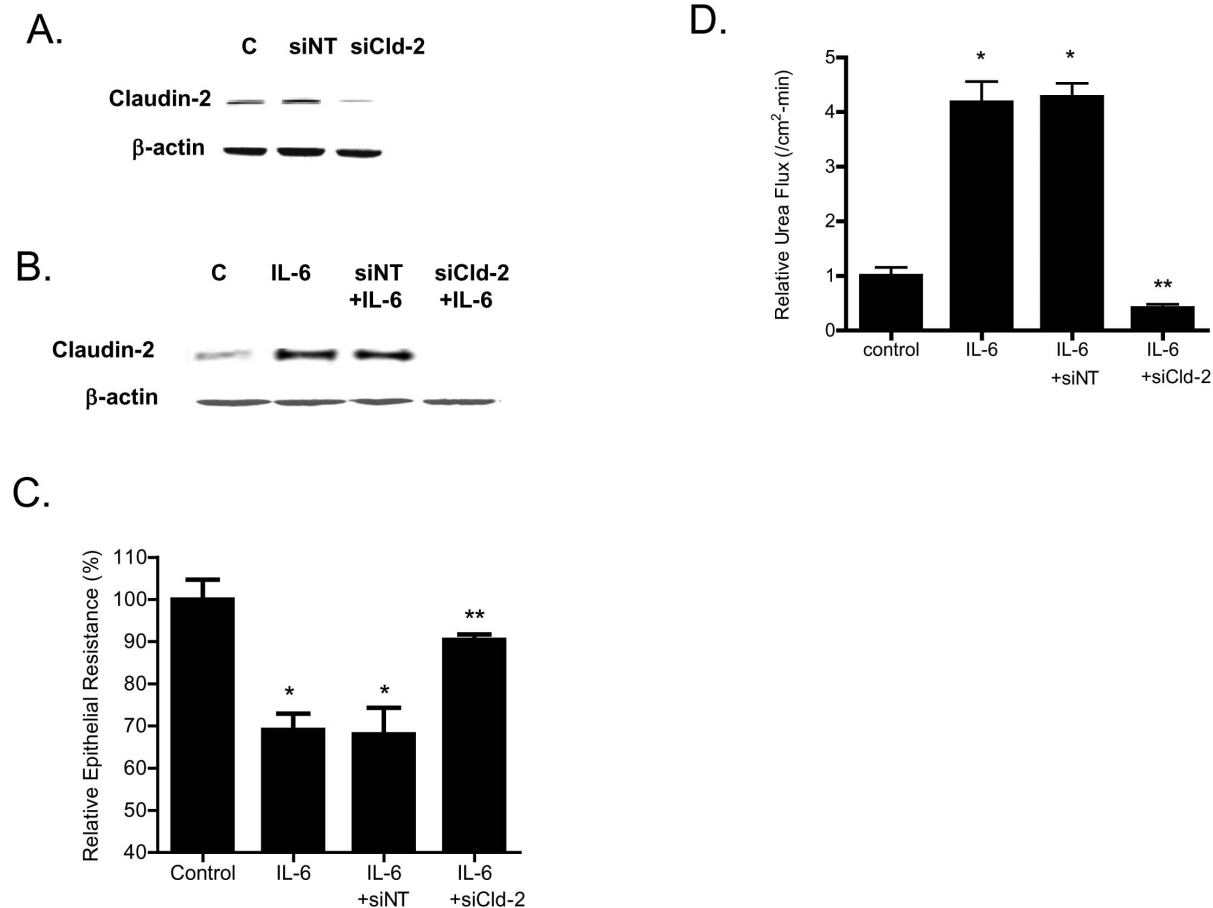 A.
C siNT siCld-2
Claudin-2
β-actin
B.
C IL-6 siNT siCld-2
+IL-6 +IL-6
Claudin-2
β-actin
C.
Relative Epithelial Resistance (%)
110
100
90
80
70
60
50
40
* * **
Control IL-6 IL-6 IL-6
+siNT +siCld-2
D.
Relative Urea Flux (/cm²-min)
5
4
3
2
1
0
* * **
control IL-6 IL-6 IL-6
+siNT +siCld-2